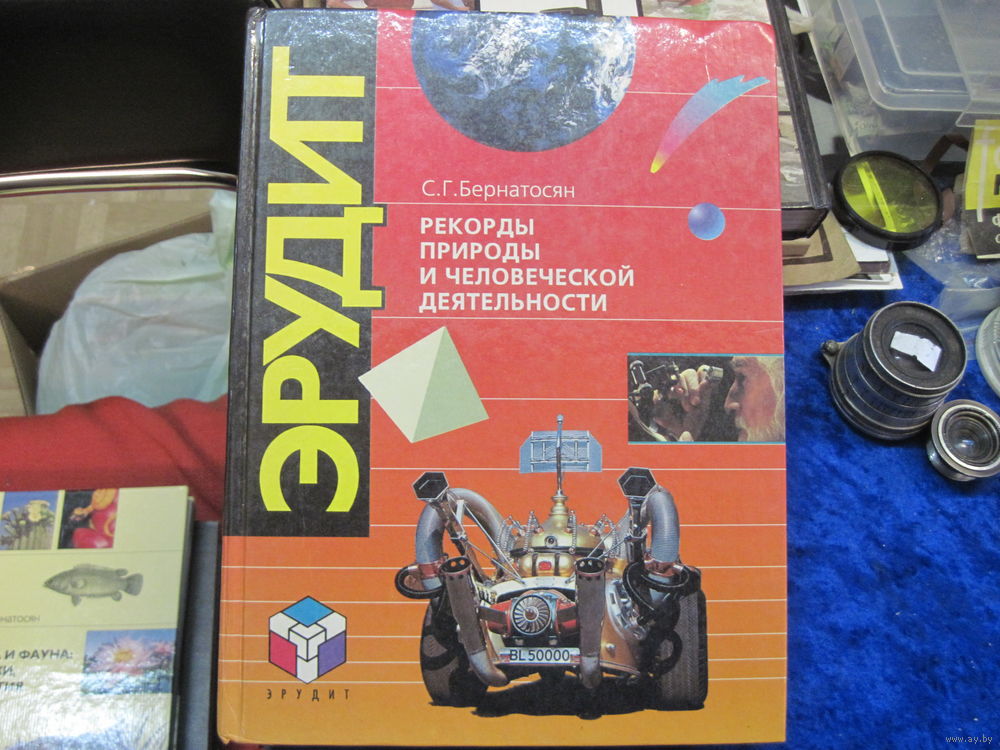 ЭРУДИТ
С.Г.Бернатосян
РЕКОРДЫ
ПРИРОДЫ
И ЧЕЛОВЕЧЕСКОЙ
ДЕЯТЕЛЬНОСТИ
BL 50000
ЭРУДИТ
И ФАУНА:
www.ay.by